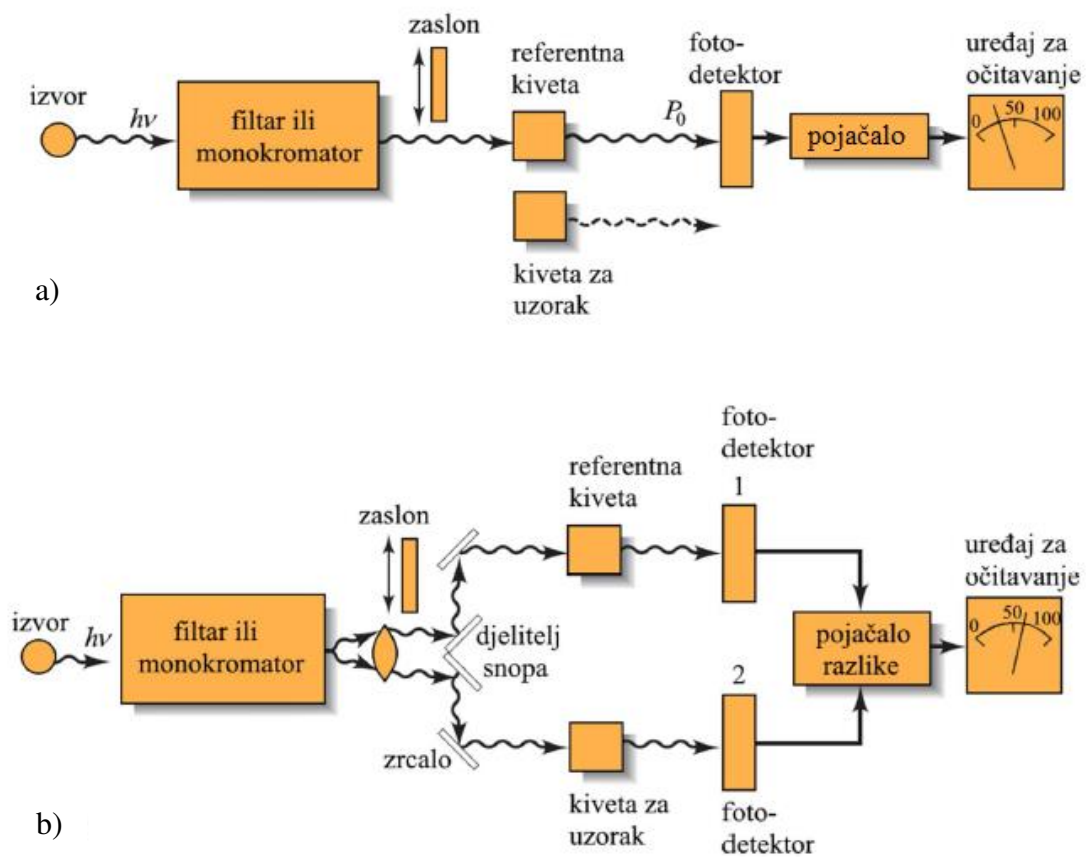 zaslon
izvor
hν
filtar ili
monokromator
referentna
kiveta
P₀
foto-
detektor
pojačalo
uređaj za
očitavanje
0 50 100
kiveta za
uzorak
a)
izvor
hν
filtar ili
monokromator
zaslon
djelitelj
snopa
zrcalo
referentna
kiveta
foto-
detektor
1
pojačalo
razlike
uređaj za
očitavanje
0 50 100
kiveta za
uzorak
2
foto-
detektor
b)